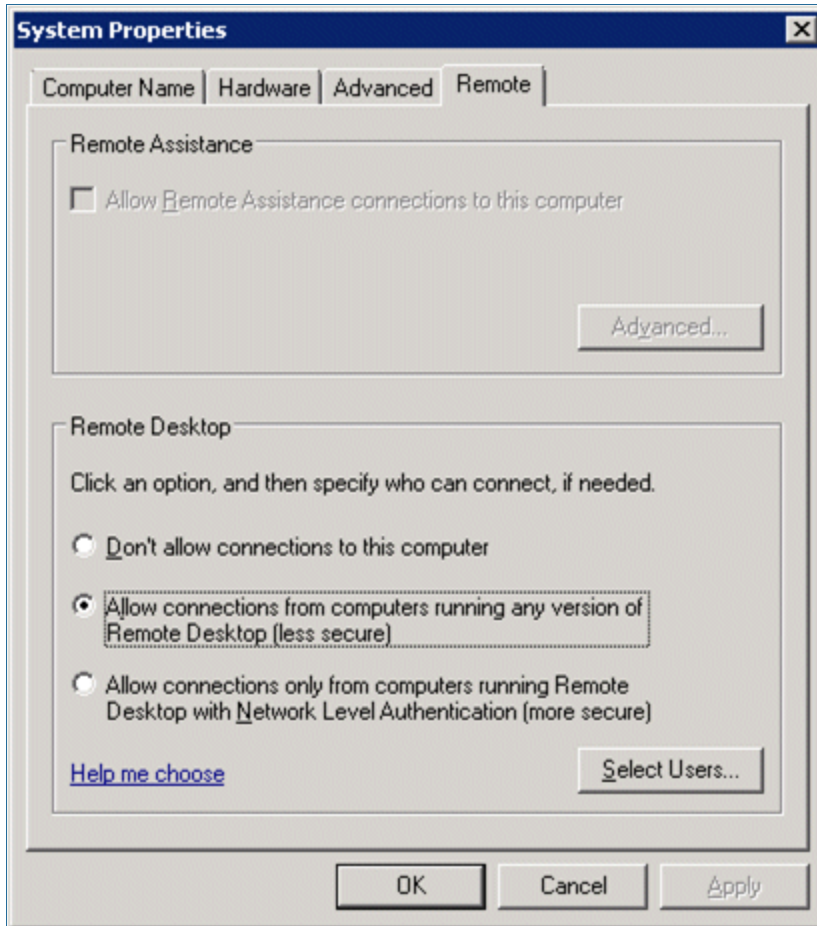 System Properties
Computer Name Hardware Advanced Remote
Remote Assistance
Allow Remote Assistance connections to this computer
Advanced...
Remote Desktop
Click an option, and then specify who can connect, if needed.
Don't allow connections to this computer
Allow connections from computers running any version of
Remote Desktop (less secure)
Allow connections only from computers running Remote
Desktop with Network Level Authentication (more secure)
Help me choose
Select Users...
OK Cancel Apply